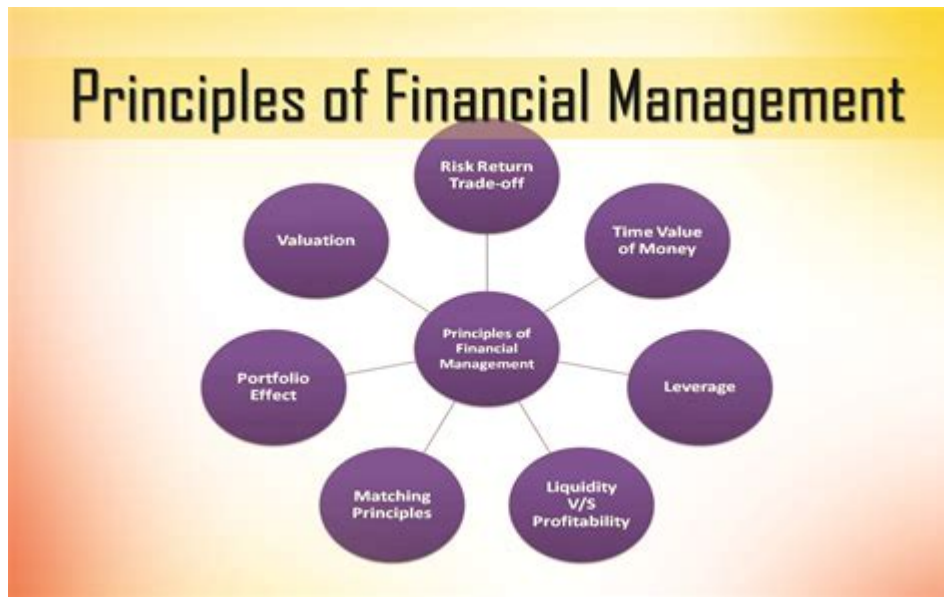 Principles of Financial Management
Risk Return
Trade-off
Time Value
of Money
Leverage
Liquidity
V/S
Profitability
Matching
Principles
Portfolio
Effect
Valuation
Principles of
Financial
Management